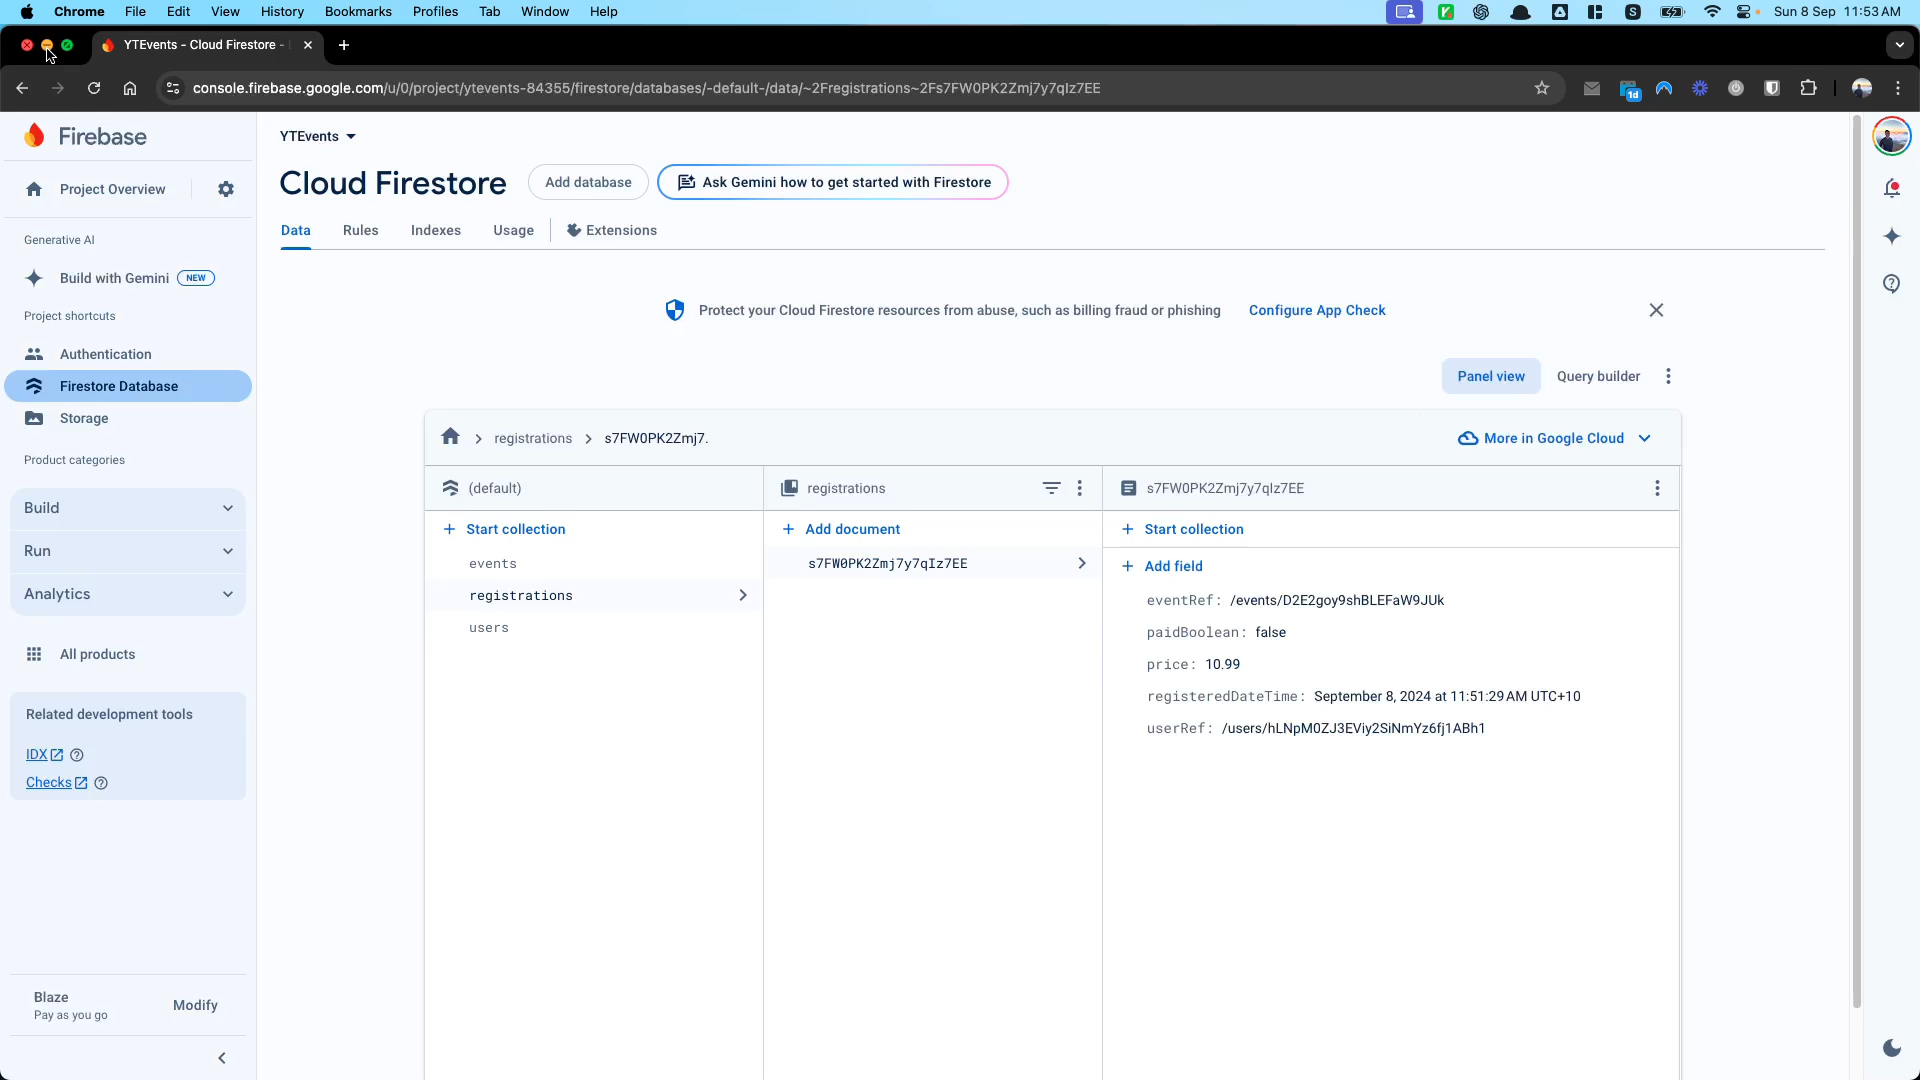 Chrome File Edit View History Bookmarks Profiles Tab Window Help Sun 8 Sep 11:53 AM
YTEvents - Cloud Firestore -
console.firebase.google.com/u/0/project/ytevents-84355/firestore/databases/-default-/data/~2Fregistrations~2Fs7FW0PK2Zmj7y7qIz7EE
1d
Firebase
Project Overview
Generative AI
Build with Gemini NEW
Project shortcuts
Authentication
Firestore Database
Storage
Product categories
Build
Run
Analytics
All products
Related development tools
IDX
Checks
Blaze
Pay as you go
Modify
YTEvents
Cloud Firestore
Add database
Ask Gemini how to get started with Firestore
Data Rules Indexes Usage Extensions
Protect your Cloud Firestore resources from abuse, such as billing fraud or phishing Configure App Check
Panel view Query builder
registrations s7FW0PK2Zmj7.
More in Google Cloud
(default)
Start collection
events
registrations
users
registrations
Add document
s7FW0PK2Zmj7y7qIz7EE
s7FW0PK2Zmj7y7qIz7EE
Start collection
Add field
eventRef: /events/D2E2goy9shBLEFaW9JUk
paidBoolean: false
price: 10.99
registeredDateTime: September 8, 2024 at 11:51:29 AM UTC+10
userRef: /users/hLNpM0ZJ3EViy2SiNmYz6fj1ABh1